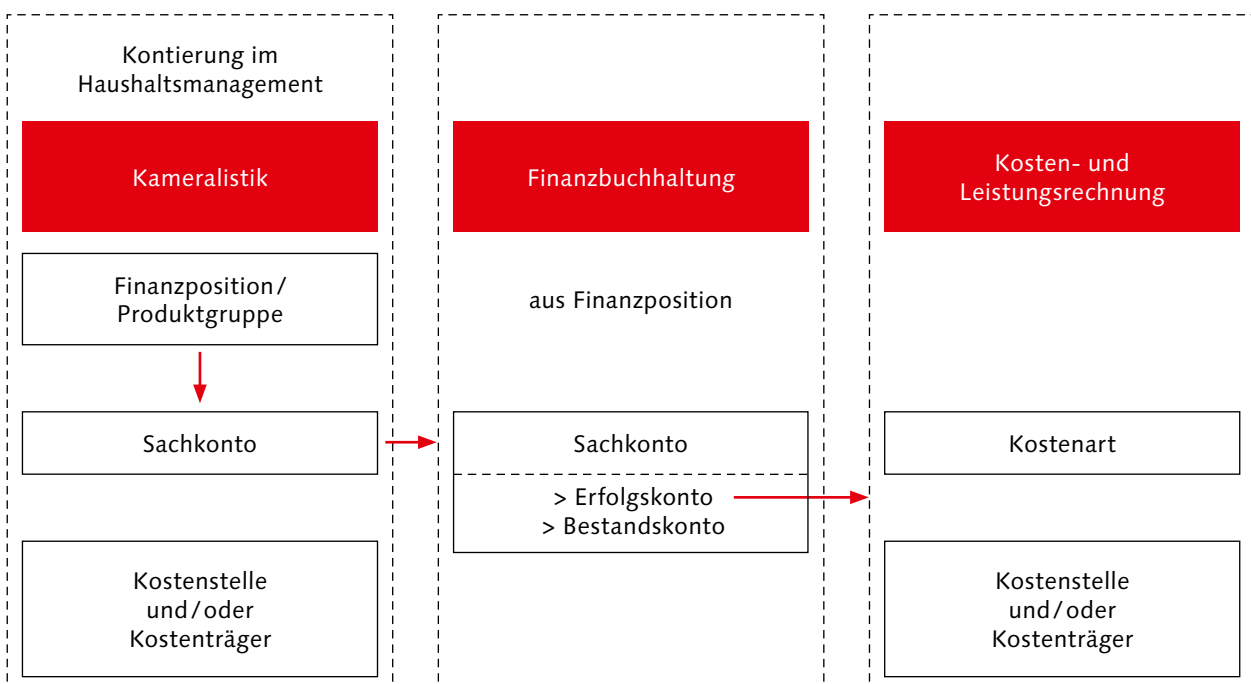 Kontierung im
Haushaltsmanagement
Kameralistik
Finanzposition/
Produktgruppe
Sachkonto
Kostenstelle
und/oder
Kostenträger
Finanzbuchhaltung
aus Finanzposition
Sachkonto
> Erfolgskonto
> Bestandskonto
Kosten- und
Leistungsrechnung
Kostenart
Kostenstelle
und/oder
Kostenträger